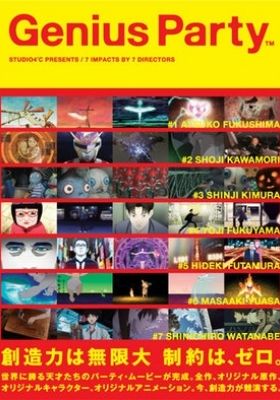 Genius Party™
STUDIO4°C PRESENTS / 7 IMPACTS BY 7 DIRECTORS
#1 ATSUKO FUKUSHIMA
#2 SHOJI KAWAMORI
#3 SHINJI KIMURA
#4 YOJI FUKUYAMA
#5 HIDEKI FUTAMURA
#6 MASAAKI YUASA
#7 SHINICHIRO WATANABE
創造力は無限大 制約は、ゼロ。
世界に誇る天才たちのパーティ・ムービーが完成。全作、オリジナル原作、
オリジナルキャラクター、オリジナルアニメーション。今、創造力が競演する。